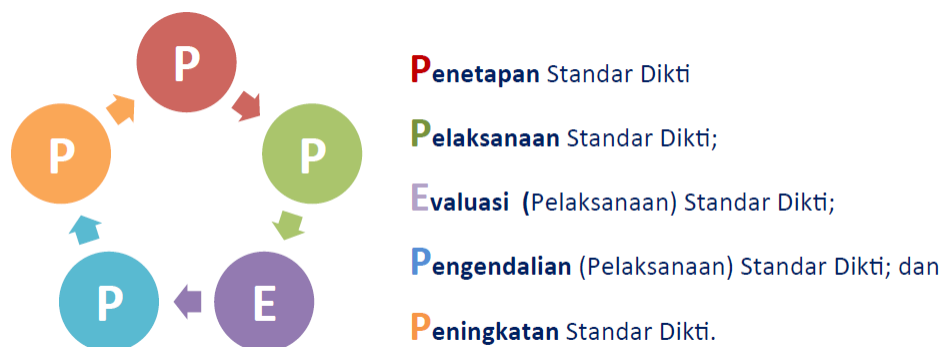 P
P
E
P
P
Penetapan Standar Dikti
Pelaksanaan Standar Dikti;
Evaluasi (Pelaksanaan) Standar Dikti;
Pengendalian (Pelaksanaan) Standar Dikti; dan
Peningkatan Standar Dikti.